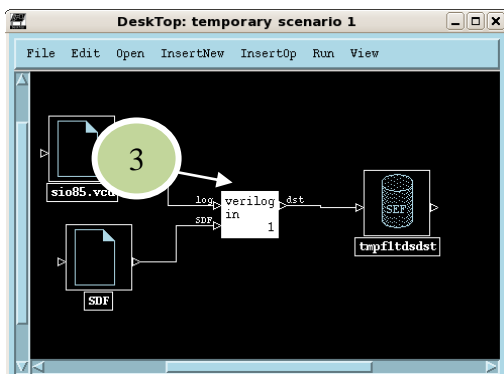 DeskTop: temporary scenario 1
File Edit Open InsertNew InsertOp Run View
3
sio85.vcd
log
verilog
in
1
dst
SDF
SEF
tmpfltdsdst
SDF